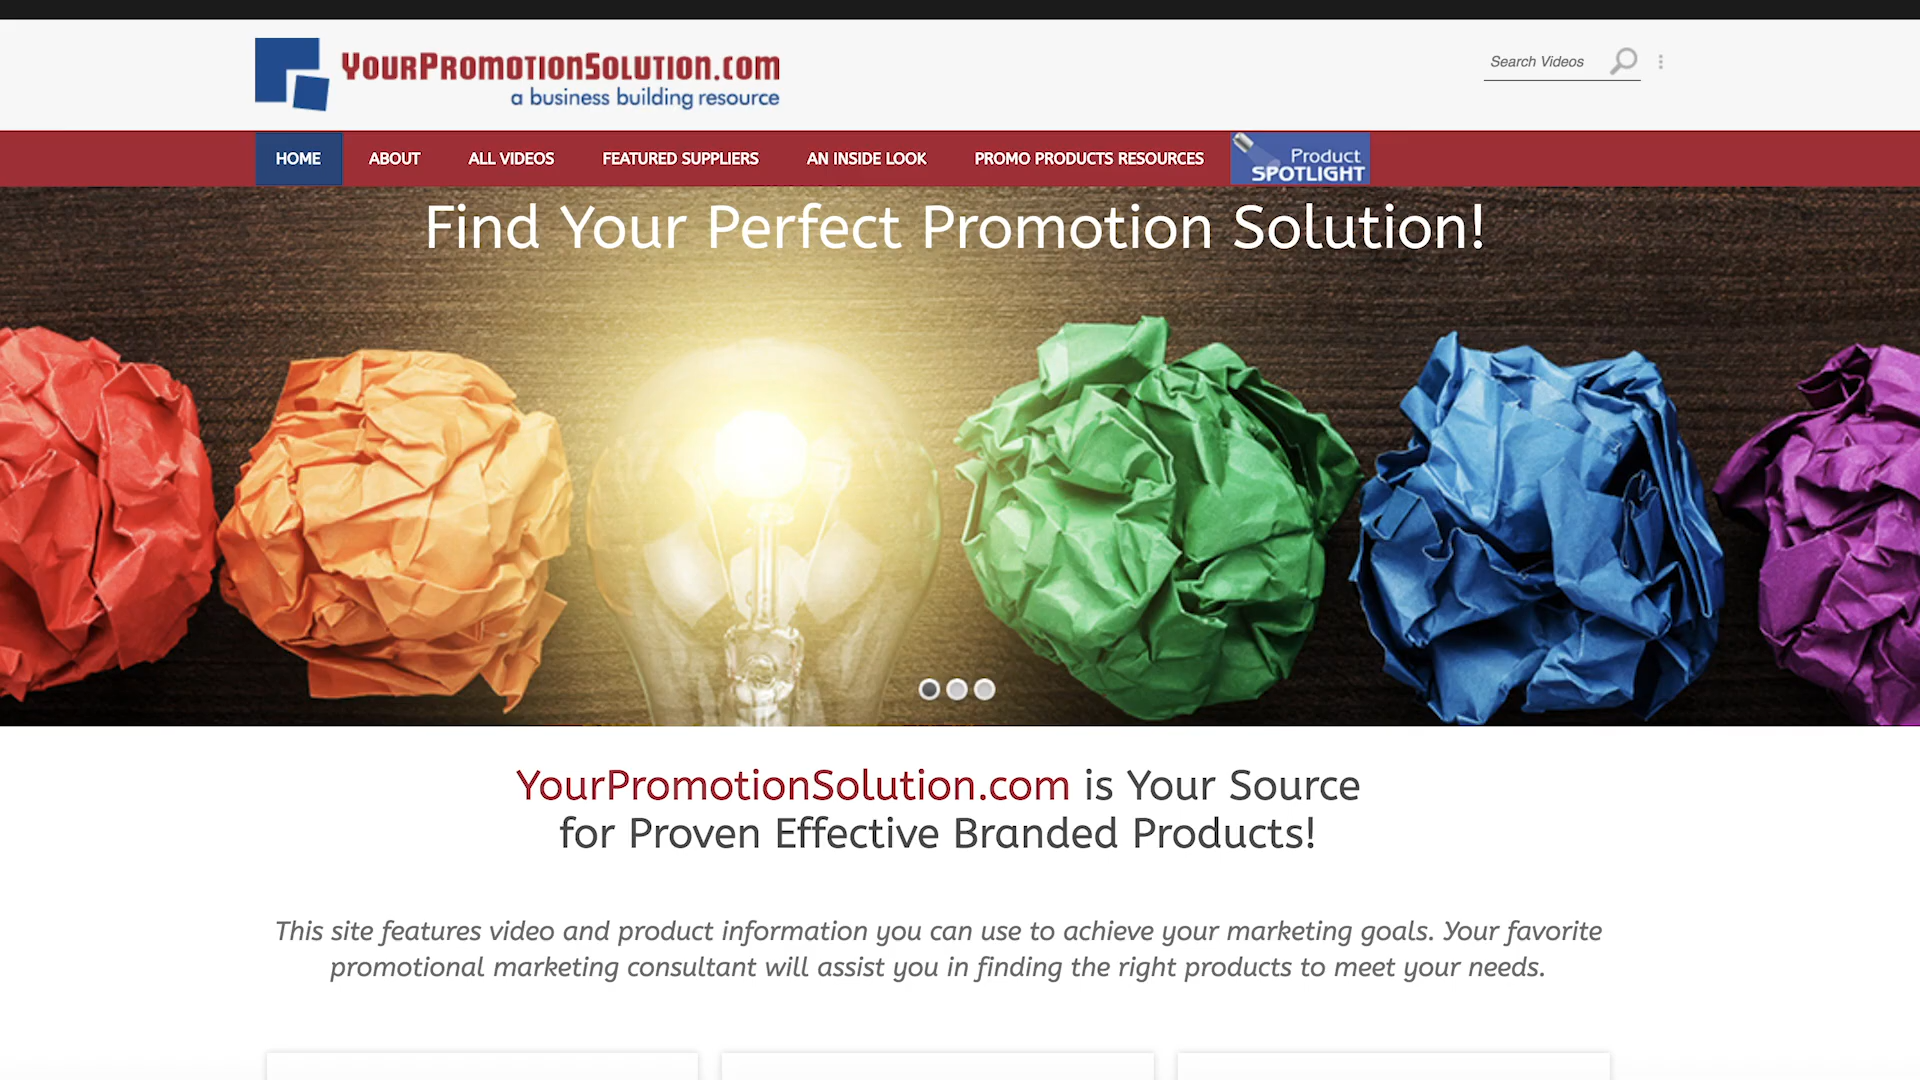 YourPromotionSolution.com
a business building resource
Search Videos
HOME
ABOUT
ALL VIDEOS
FEATURED SUPPLIERS
AN INSIDE LOOK
PROMO PRODUCTS RESOURCES
Product
SPOTLIGHT
Find Your Perfect Promotion Solution!
YourPromotionSolution.com is Your Source
for Proven Effective Branded Products!
This site features video and product information you can use to achieve your marketing goals. Your favorite
promotional marketing consultant will assist you in finding the right products to meet your needs.